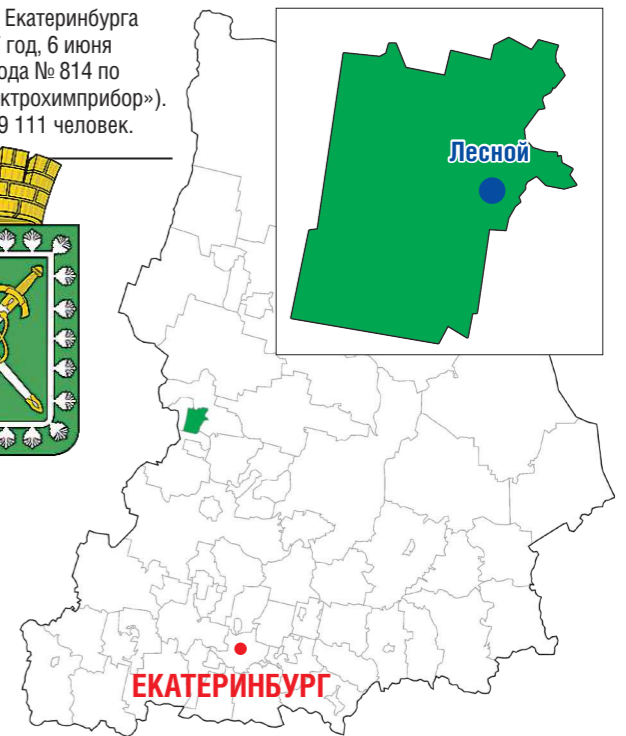 Екатеринбурга
год, 6 июня
ода № 814 по
ктрохимприбор»).
9 111 человек.
Лесной
ЕКАТЕРИНБУРГ